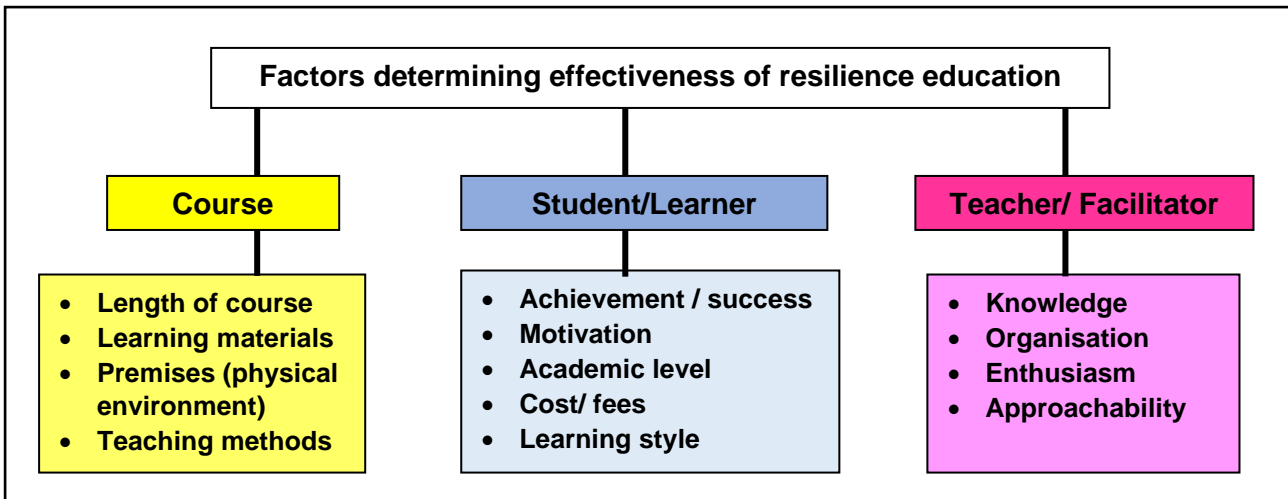 Factors determining effectiveness of resilience education
Course
• Length of course
• Learning materials
• Premises (physical
environment)
• Teaching methods
Student/Learner
• Achievement / success
• Motivation
• Academic level
• Cost/ fees
• Learning style
Teacher/ Facilitator
• Knowledge
• Organisation
• Enthusiasm
• Approachability